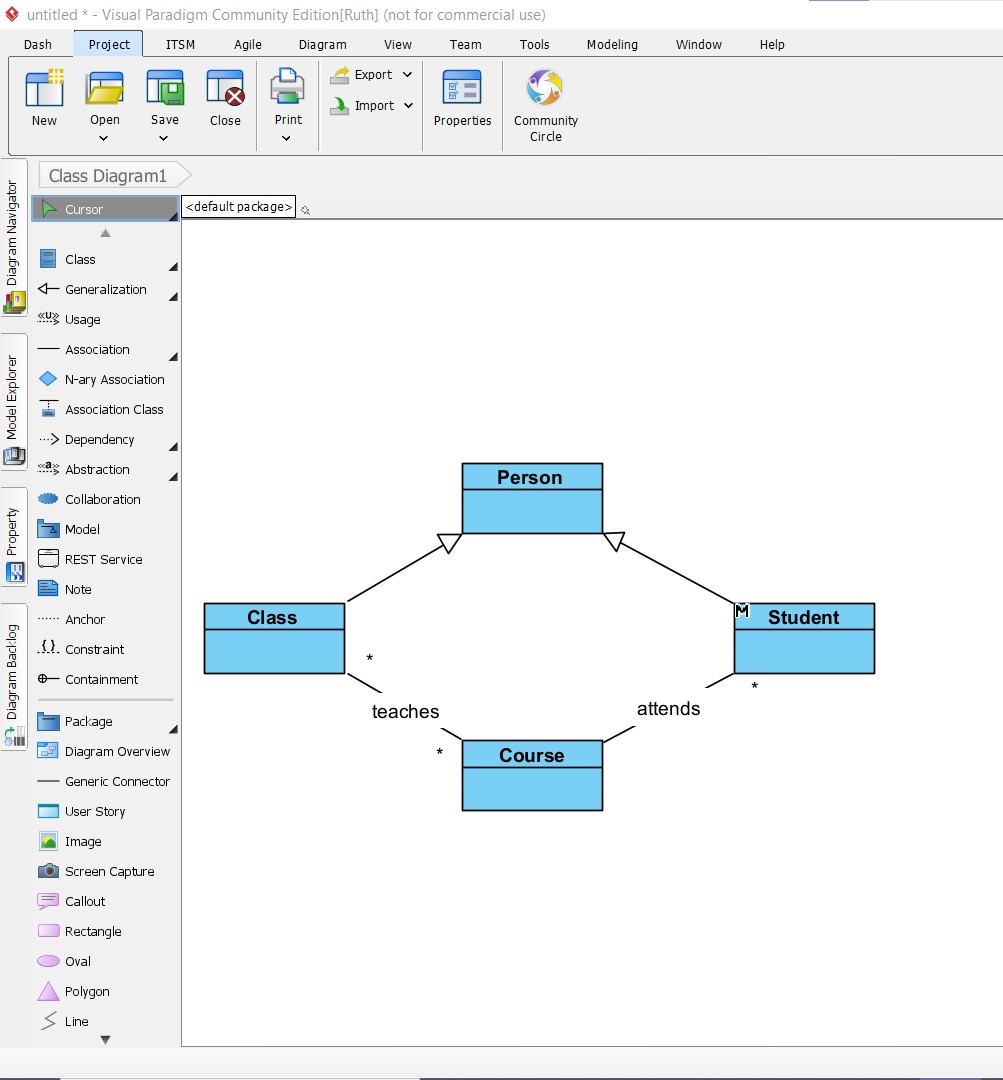 untitled * - Visual Paradigm Community Edition[Ruth] (not for commercial use)
Dash Project ITSM Agile Diagram View Team Tools Modeling Window Help
New Open Save Close Print Export Import Properties Community Circle
Class Diagram1
Diagram Navigator
Model Explorer
Property
Diagram Backlog
Cursor
Class
Generalization
«U» Usage
Association
N-ary Association
Association Class
Dependency
«a» Abstraction
Collaboration
Model
REST Service
Note
Anchor
{} Constraint
Containment
Package
Diagram Overview
Generic Connector
User Story
Image
Screen Capture
Callout
Rectangle
Oval
Polygon
Line
<default package>
Person
Class
M Student
*
*
teaches
attends
*
Course